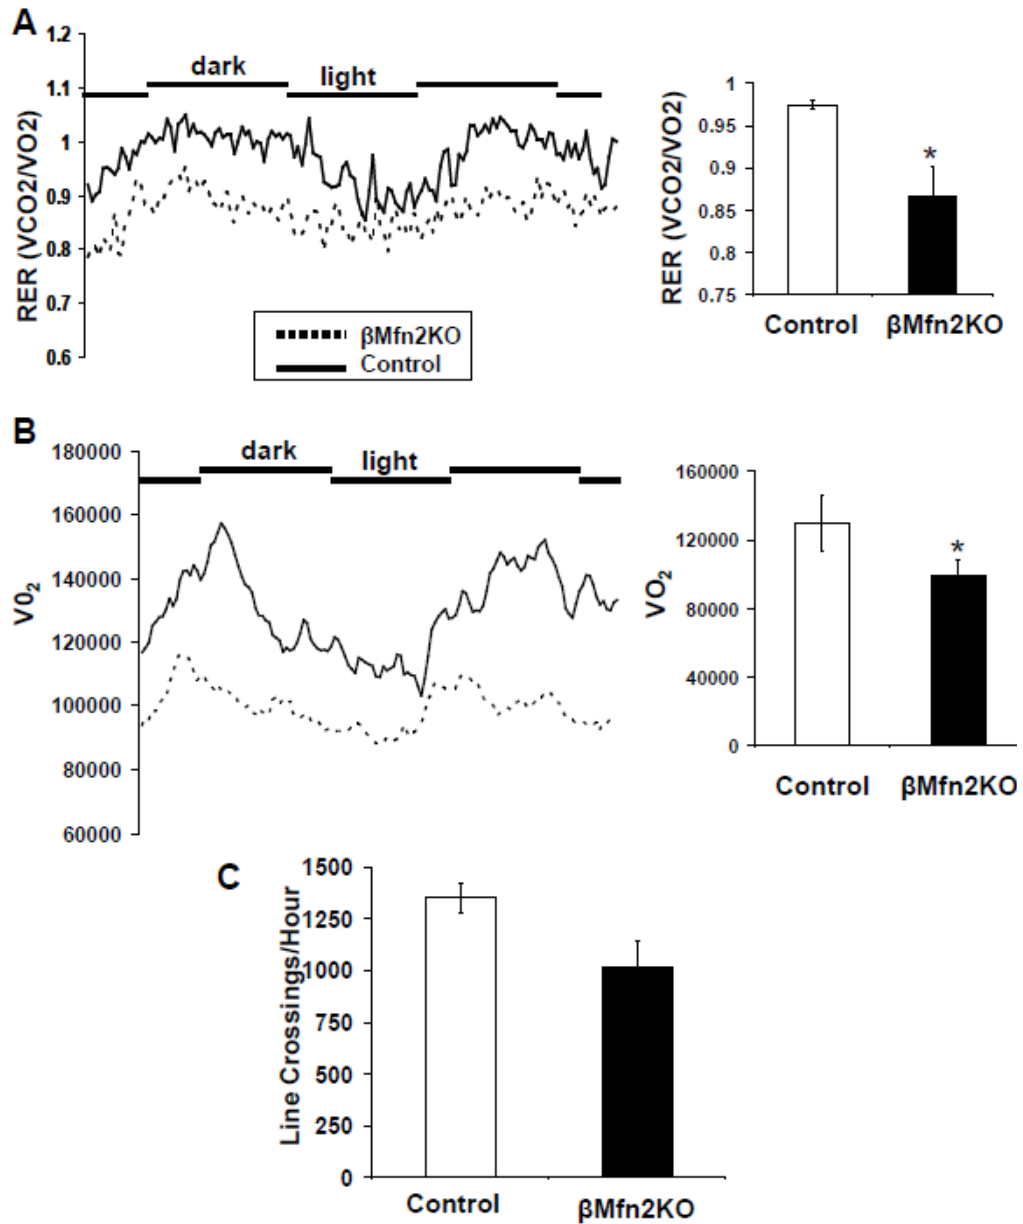 A
1.2
1.1
1
0.9
0.8
0.7
0.6
RER (VCO2/VO2)
dark
light
βMfn2KO
Control
1
0.95
0.9
0.85
0.8
0.75
RER (VCO2/VO2)
*
Control
βMfn2KO
B
180000
160000
140000
120000
100000
80000
60000
V0₂
dark
light
160000
120000
80000
40000
0
VO₂
*
Control
βMfn2KO
C
1500
1250
1000
750
500
250
0
Line Crossings/Hour
Control
βMfn2KO